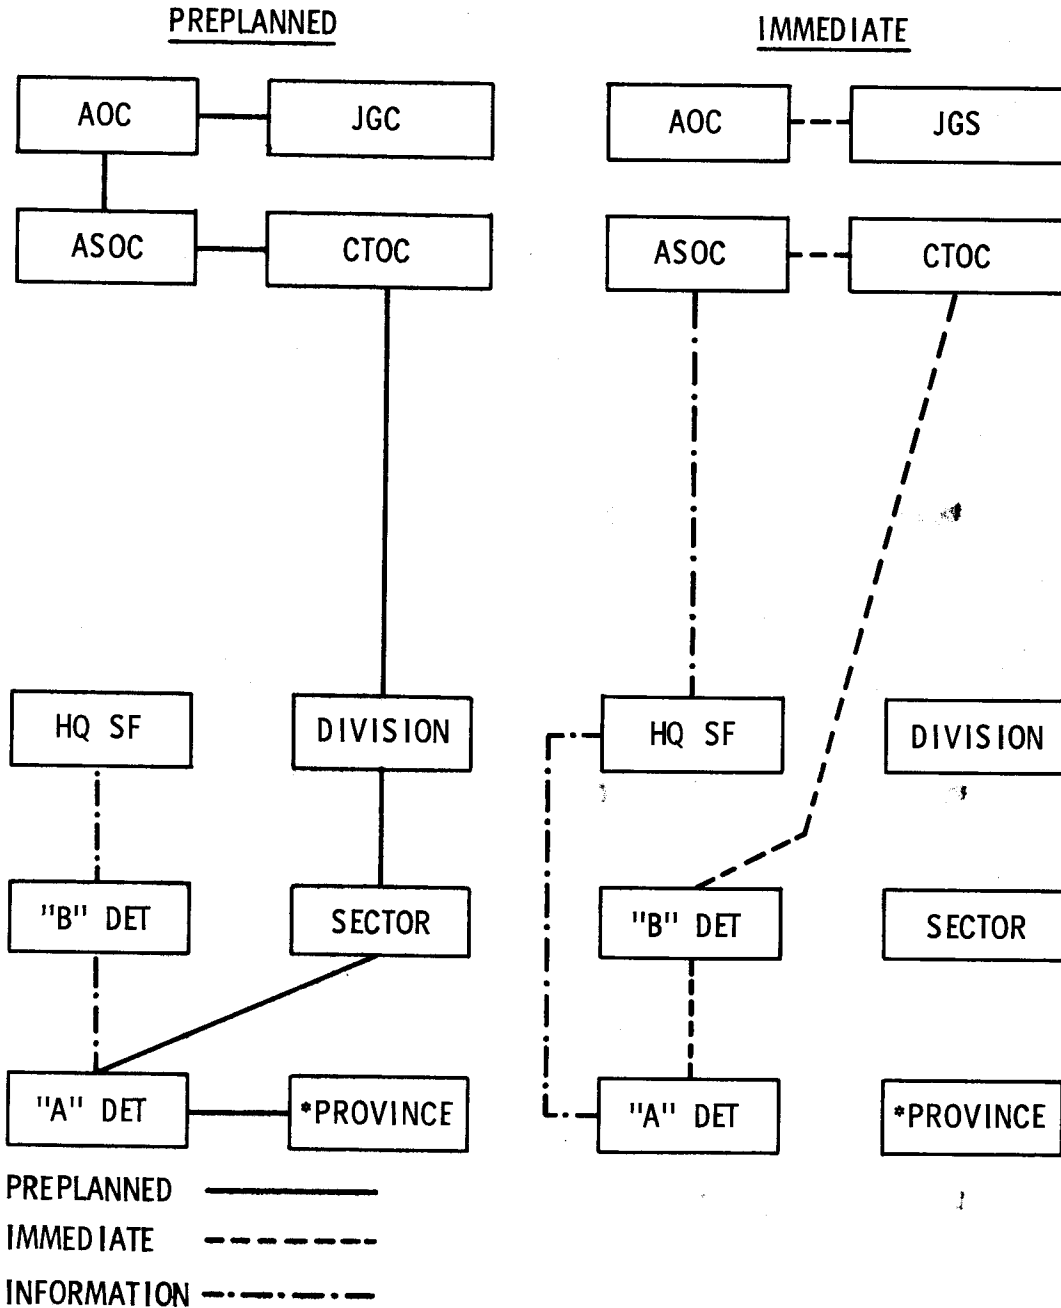 PREPLANNED
AOC
JGC
ASOC
CTOC
HQ SF
DIVISION
"B" DET
SECTOR
"A" DET
*PROVINCE
IMMEDIATE
AOC
JGS
ASOC
CTOC
HQ SF
DIVISION
"B" DET
SECTOR
"A" DET
*PROVINCE
PREPLANNED
IMMEDIATE
INFORMATION